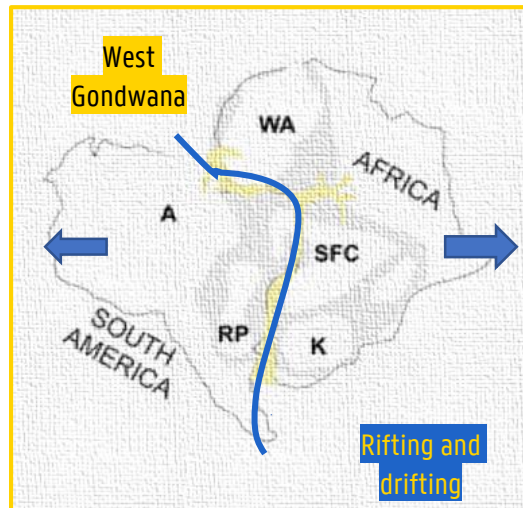 West
Gondwana
WA
AFRICA
A
SFC
SOUTH
AMERICA
RP
K
Rifting and
drifting